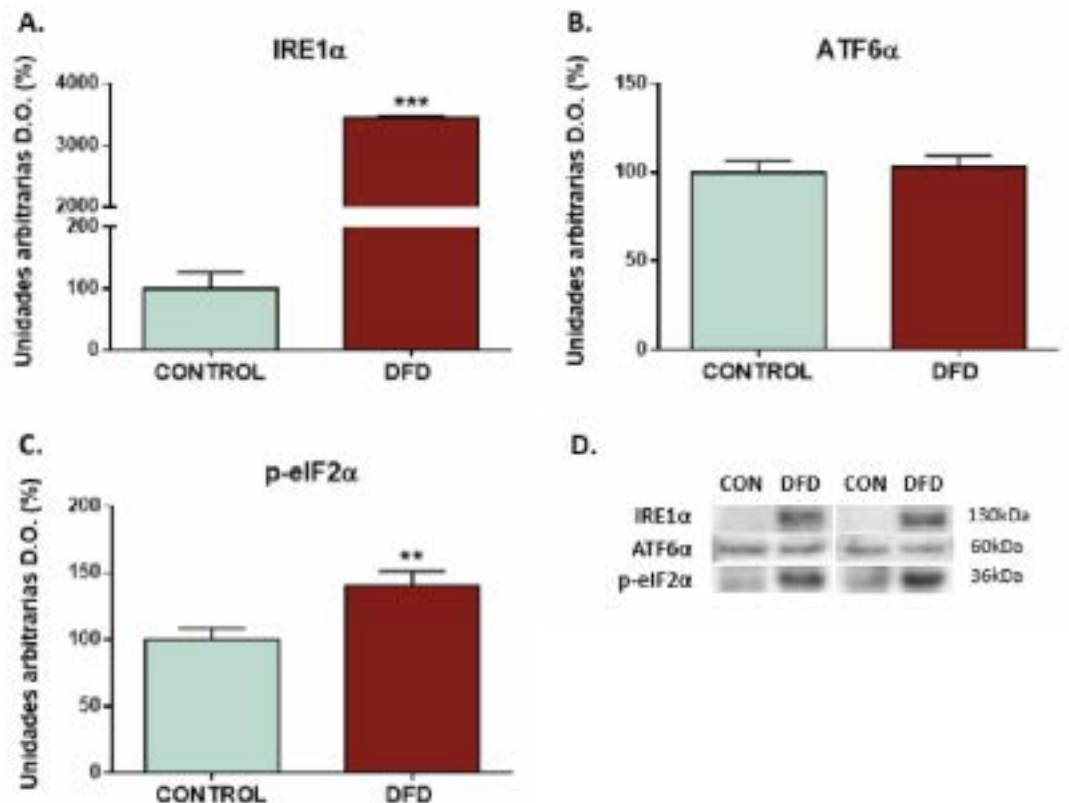 A.
IRE1α
Unidades arbitrarias D.O. (%)
4000
3000
2000
200
100
0
***
CONTROL DFD
B.
ATF6α
Unidades arbitrarias D.O. (%)
150
100
50
0
CONTROL DFD
C.
p-eIF2α
Unidades arbitrarias D.O. (%)
200
150
100
50
0
**
CONTROL DFD
D.
CON DFD CON DFD
IRE1α 130kDa
ATF6α 60kDa
p-eIF2α 36kDa